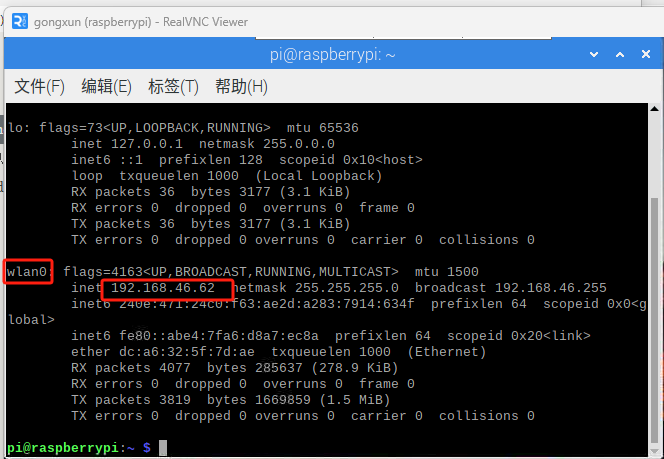 gongxun (raspberrypi) - RealVNC Viewer
pi@raspberrypi: ~
文件(F) 编辑(E) 标签(T) 帮助(H)
lo: flags=73<UP,LOOPBACK,RUNNING>  mtu 65536
        inet 127.0.0.1  netmask 255.0.0.0
        inet6 ::1  prefixlen 128  scopeid 0x10<host>
        loop  txqueuelen 1000  (Local Loopback)
        RX packets 36  bytes 3177 (3.1 KiB)
        RX errors 0  dropped 0  overruns 0  frame 0
        TX packets 36  bytes 3177 (3.1 KiB)
        TX errors 0  dropped 0 overruns 0  carrier 0  collisions 0
wlan0: flags=4163<UP,BROADCAST,RUNNING,MULTICAST>  mtu 1500
        inet 192.168.46.62  netmask 255.255.255.0  broadcast 192.168.46.255
        inet6 240e:471:24c0:f63:ae2d:a283:7914:634f  prefixlen 64  scopeid 0x0<g
lobal>
        inet6 fe80::abe4:7fa6:d8a7:ec8a  prefixlen 64  scopeid 0x20<link>
        ether dc:a6:32:5f:7d:ae  txqueuelen 1000  (Ethernet)
        RX packets 4077  bytes 285637 (278.9 KiB)
        RX errors 0  dropped 0  overruns 0  frame 0
        TX packets 3819  bytes 1669859 (1.5 MiB)
        TX errors 0  dropped 0 overruns 0  carrier 0  collisions 0
pi@raspberrypi:~ $